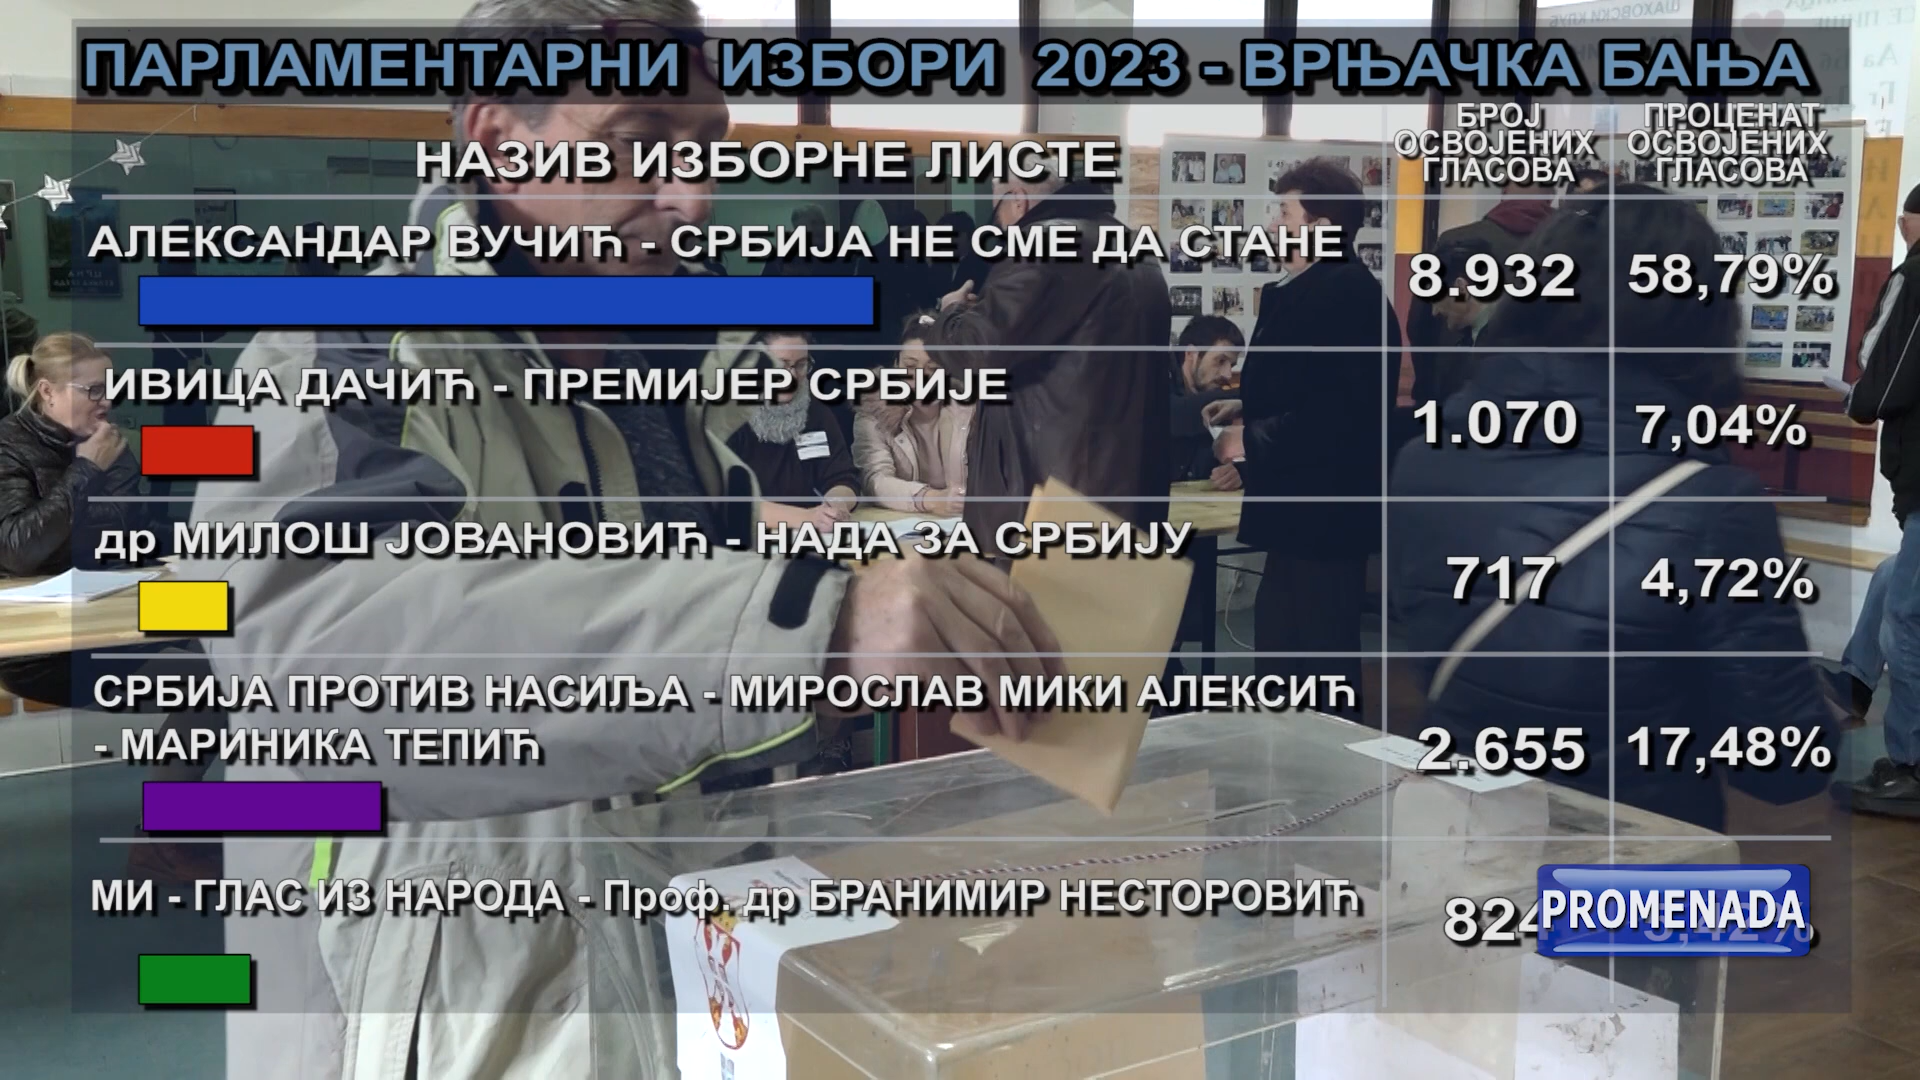 ПАРЛАМЕНТАРНИ ИЗБОРИ 2023 - ВРЊАЧКА БАЊА
НАЗИВ ИЗБОРНЕ ЛИСТЕ
БРОЈ
ОСВОЈЕНИХ
ГЛАСОВА
ПРОЦЕНАТ
ОСВОЈЕНИХ
ГЛАСОВА
АЛЕКСАНДАР ВУЧИЋ - СРБИЈА НЕ СМЕ ДА СТАНЕ
8.932 58,79%
ИВИЦА ДАЧИЋ - ПРЕМИЈЕР СРБИЈЕ
1.070 7,04%
др МИЛОШ ЈОВАНОВИЋ - НАДА ЗА СРБИЈУ
717 4,72%
СРБИЈА ПРОТИВ НАСИЉА - МИРОСЛАВ МИКИ АЛЕКСИЋ
- МАРИНИКА ТЕПИЋ
2.655 17,48%
МИ - ГЛАС ИЗ НАРОДА - Проф. др БРАНИМИР НЕСТОРОВИЋ
824 5,42%
PROMENADA